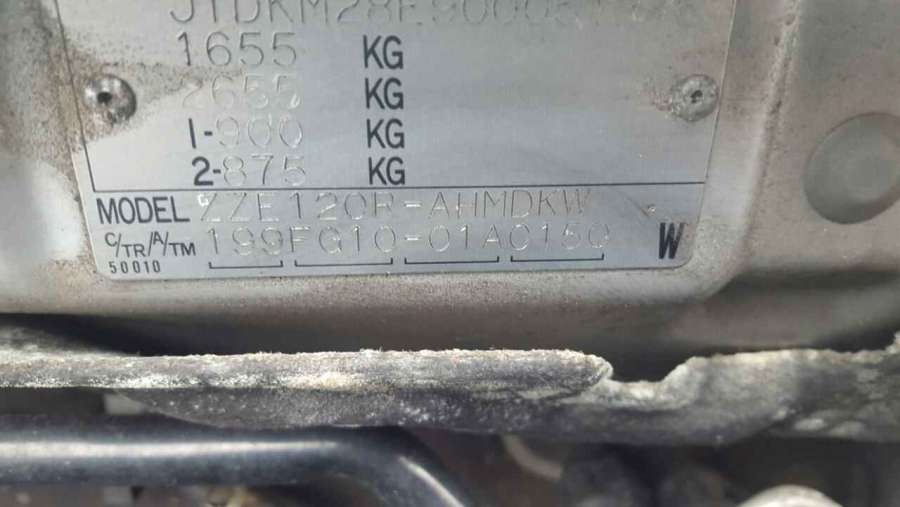 1655 KG
2655 KG
1-900 KG
2-875 KG
MODEL ZZE120R-AHMDKW
C/TR/A/TM 199FG10-01A0150 W
50010